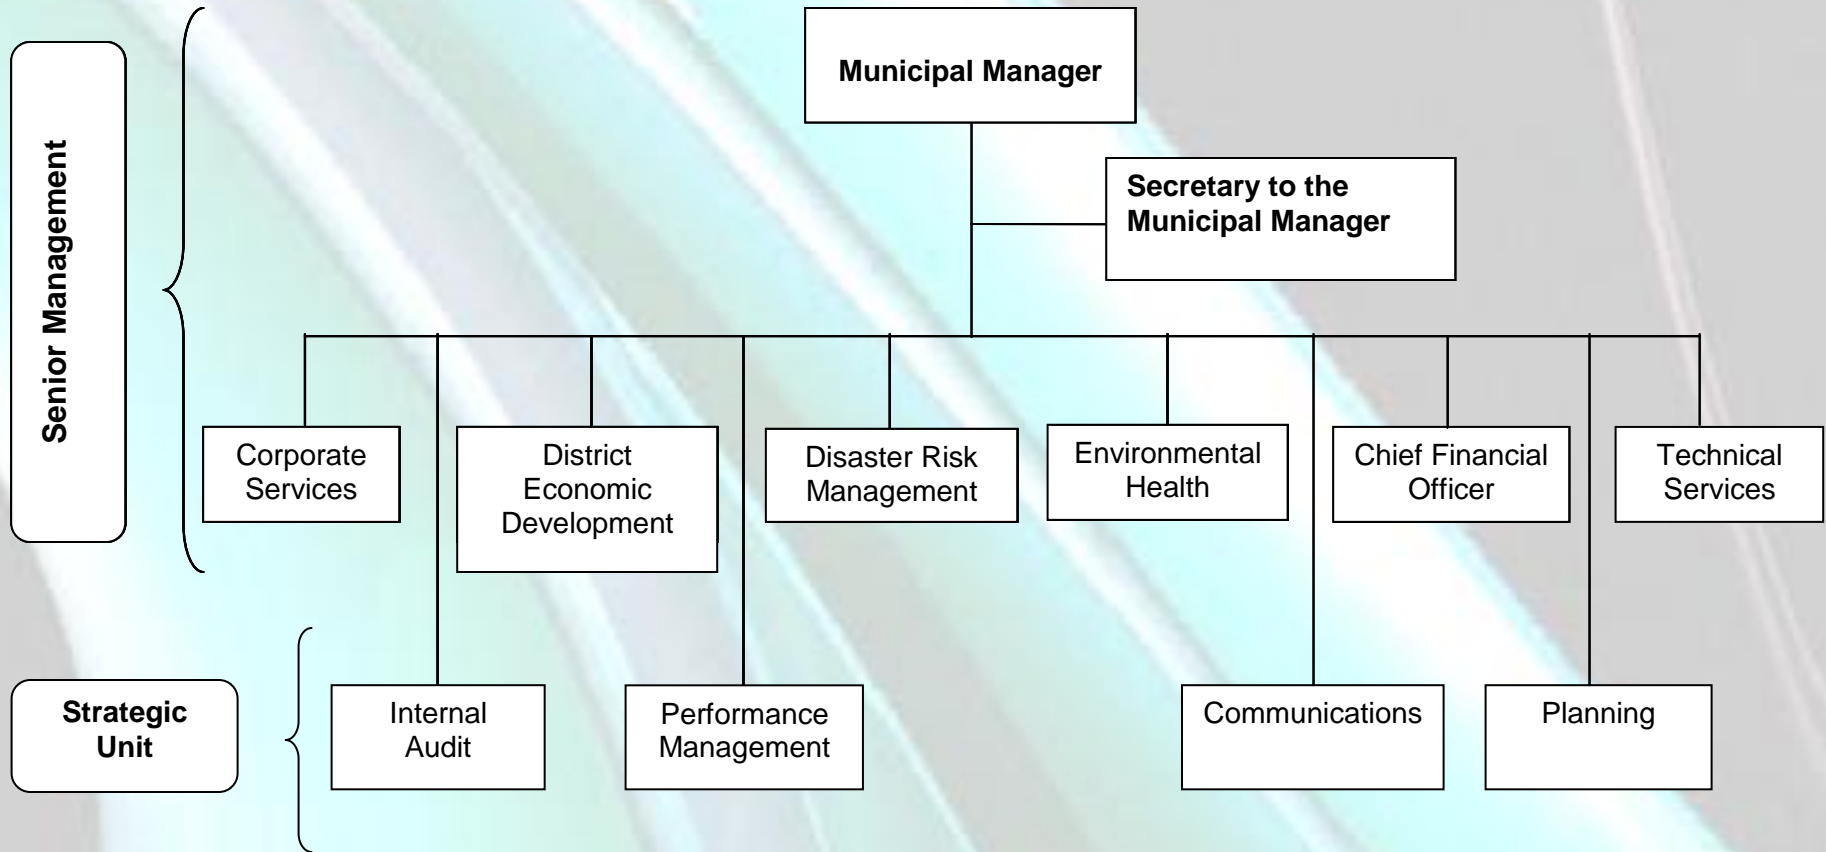 Municipal Manager
Secretary to the
Municipal Manager
Senior Management
Corporate
Services
District
Economic
Development
Disaster Risk
Management
Environmental
Health
Chief Financial
Officer
Technical
Services
Strategic
Unit
Internal
Audit
Performance
Management
Communications
Planning